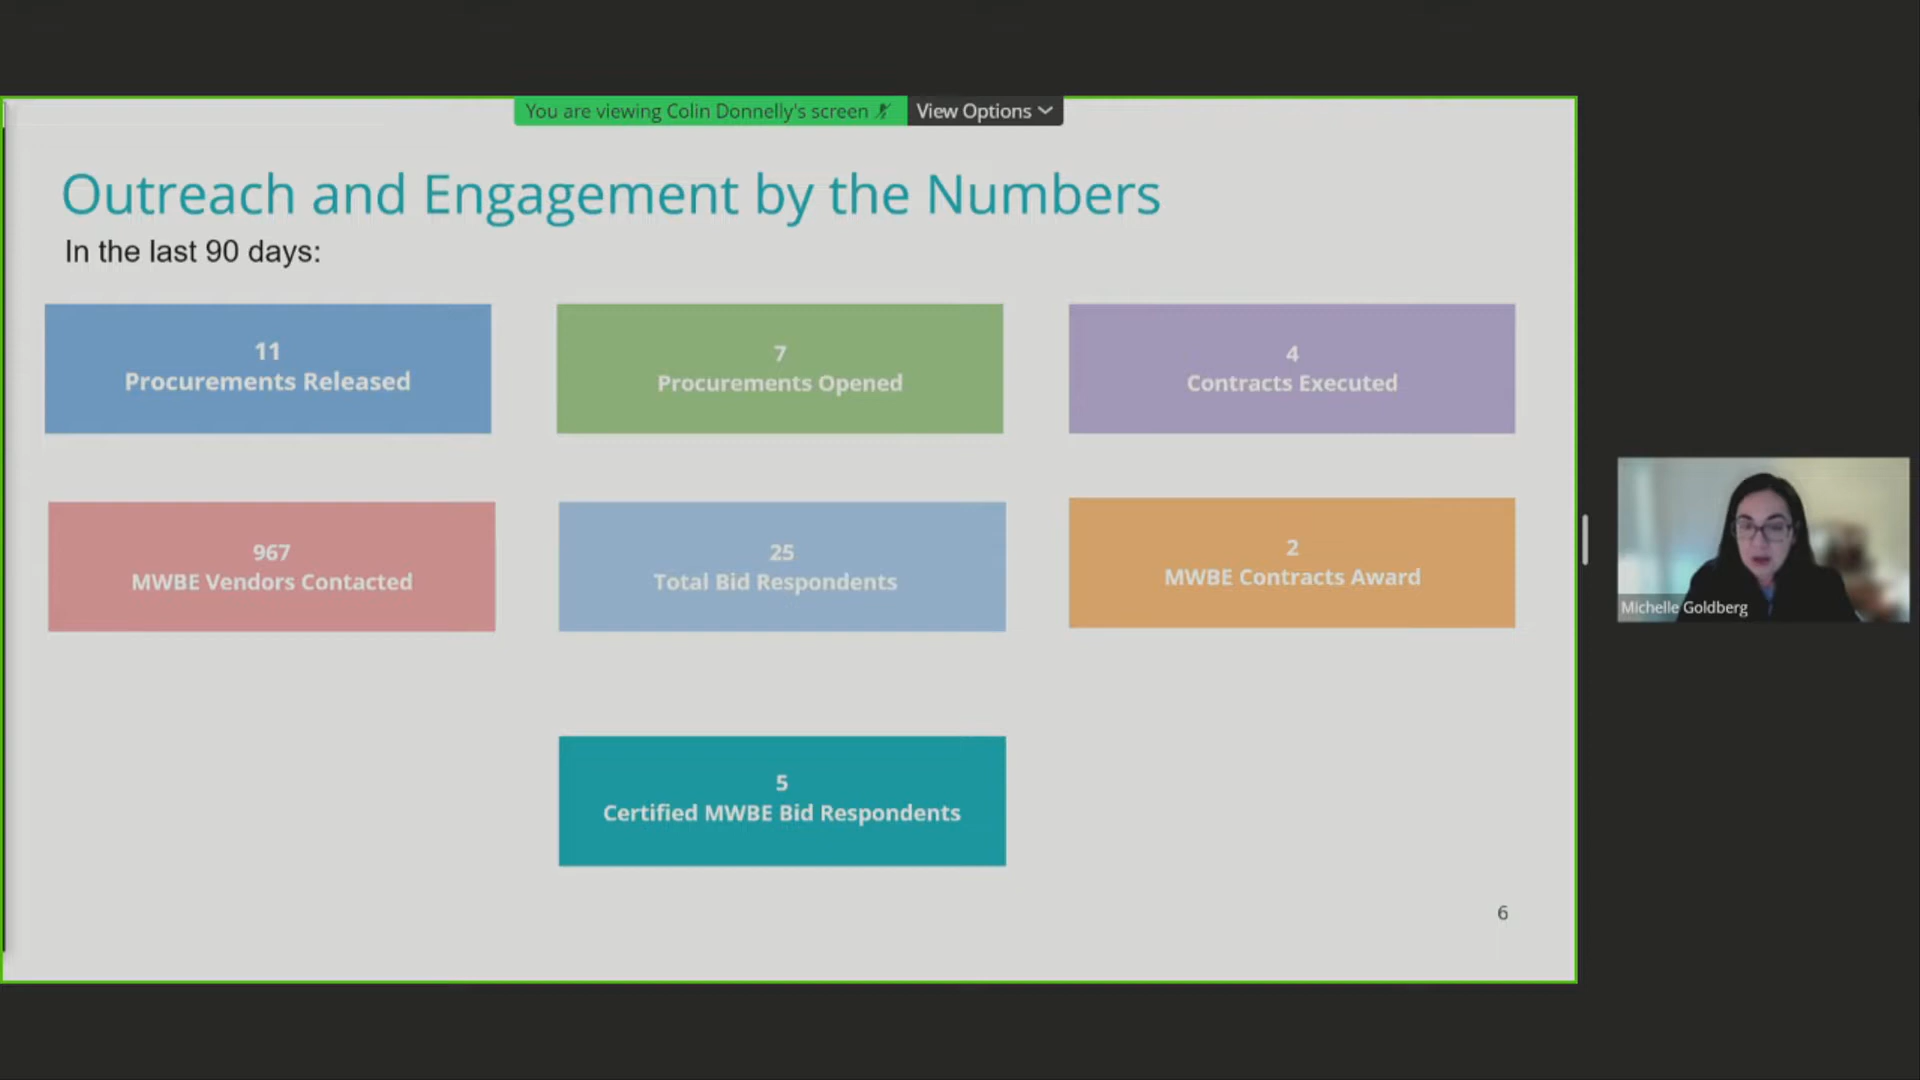 You are viewing Colin Donnelly's screen
View Options
Outreach and Engagement by the Numbers
In the last 90 days:
11
Procurements Released
7
Procurements Opened
4
Contracts Executed
967
MWBE Vendors Contacted
25
Total Bid Respondents
2
MWBE Contracts Award
Michelle Goldberg
5
Certified MWBE Bid Respondents
6